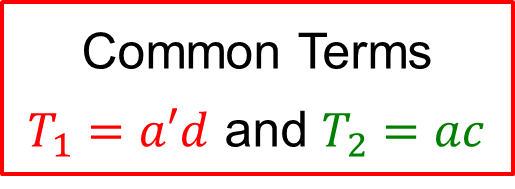 Common Terms
T₁ = a′d and T₂ = ac